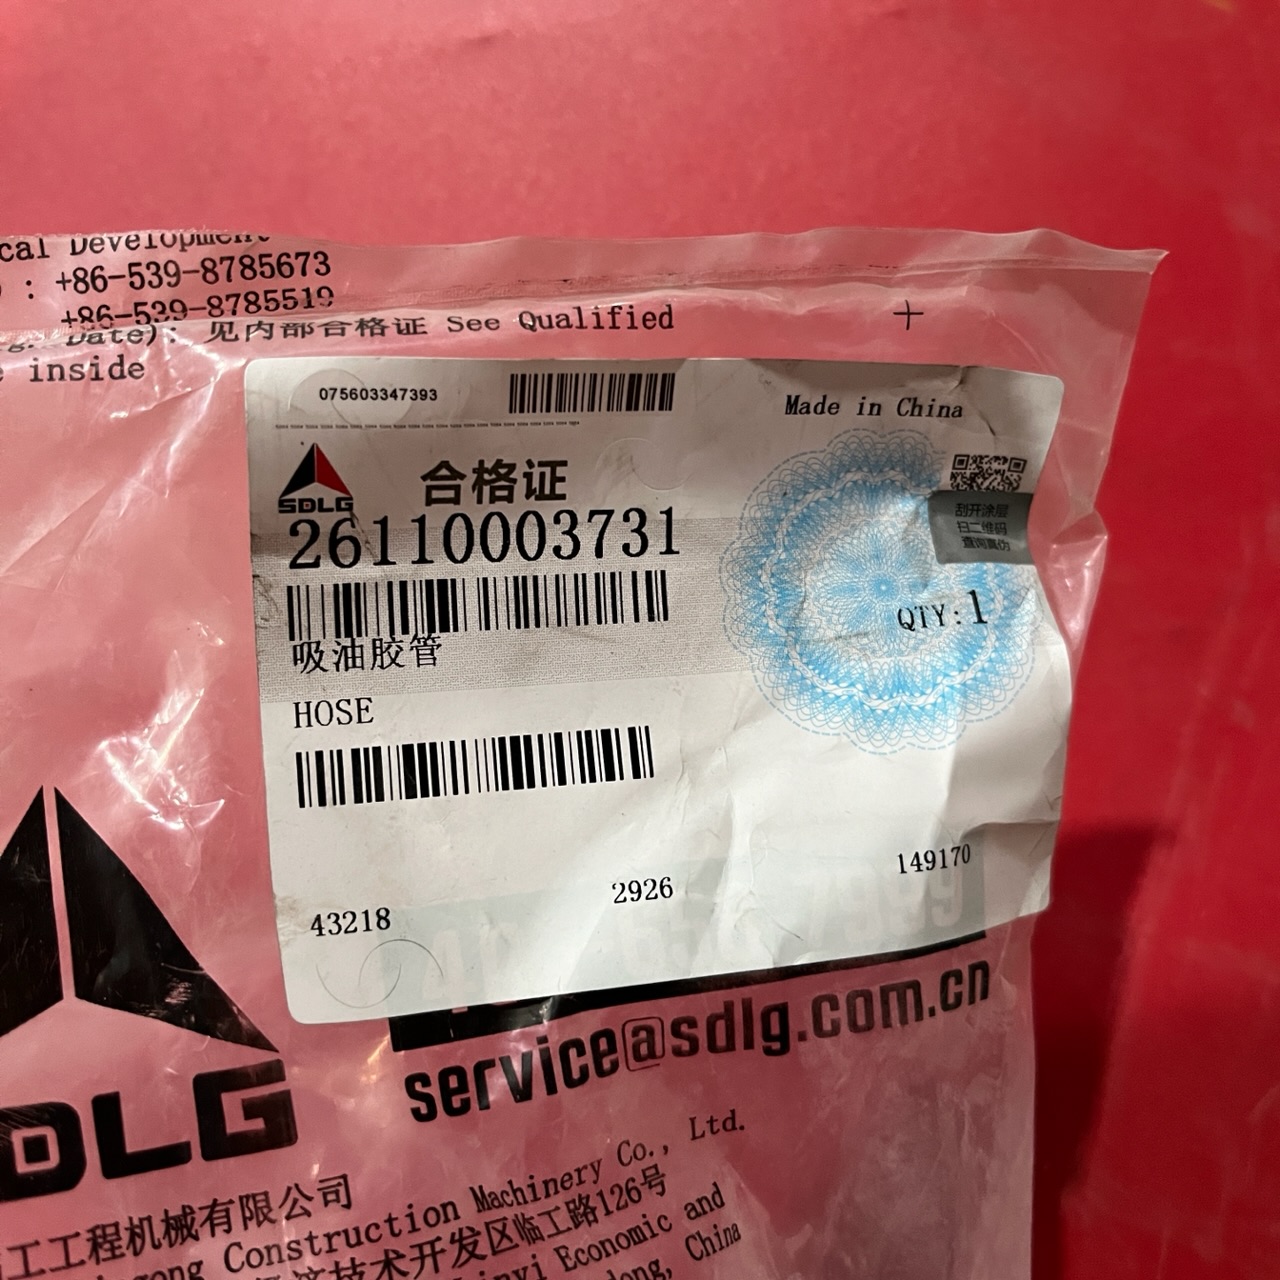 Development
+86-539-8785673
+86-539-8785519
Date): 见内部合格证 See Qualified
inside
075603347393
Made in China
SDLG
合格证
26110003731
刮开涂层
扫二维码
查询真伪
QTY:1
吸油胶管
HOSE
149170
2926
43218
service@sdlg.com.cn
SDLG
工程机械有限公司
Construction Machinery Co., Ltd.
技术开发区临工路126号
Economic and
China